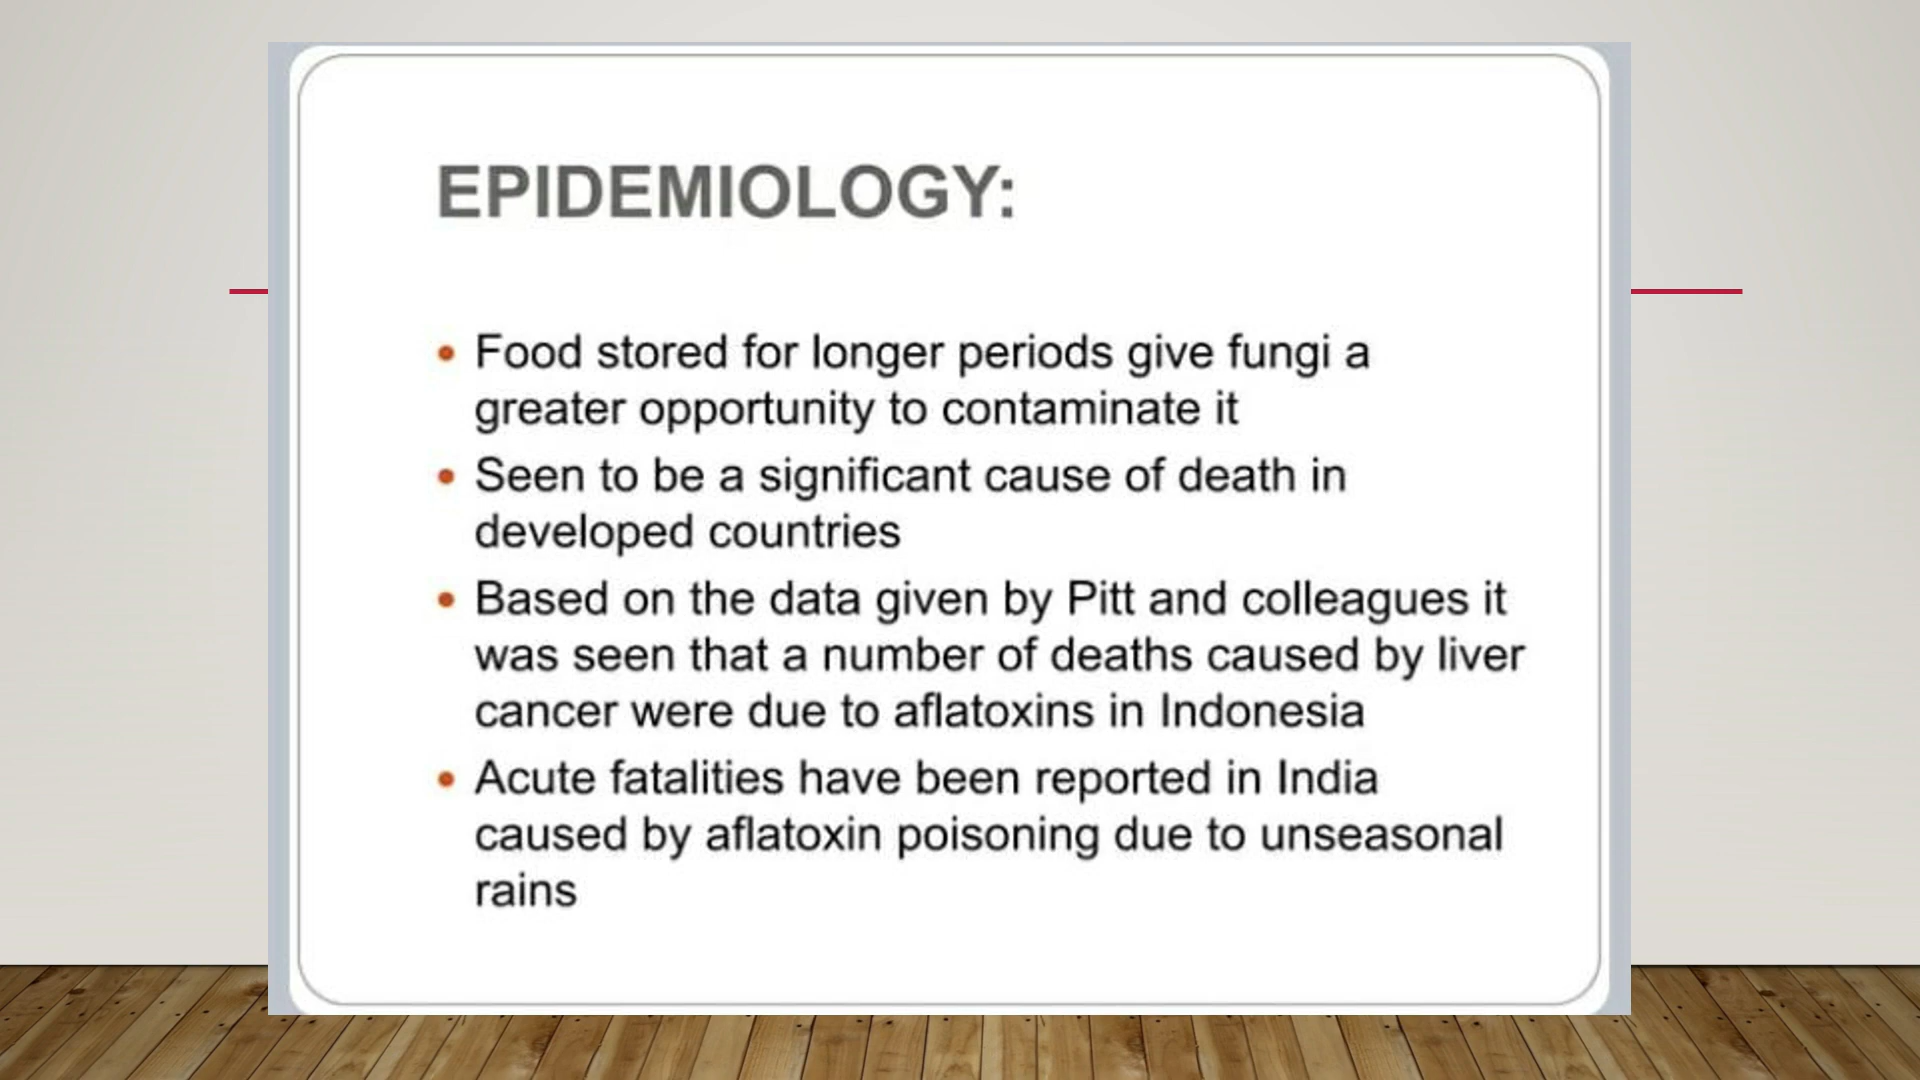 EPIDEMIOLOGY:
• Food stored for longer periods give fungi a
greater opportunity to contaminate it
• Seen to be a significant cause of death in
developed countries
• Based on the data given by Pitt and colleagues it
was seen that a number of deaths caused by liver
cancer were due to aflatoxins in Indonesia
• Acute fatalities have been reported in India
caused by aflatoxin poisoning due to unseasonal
rains